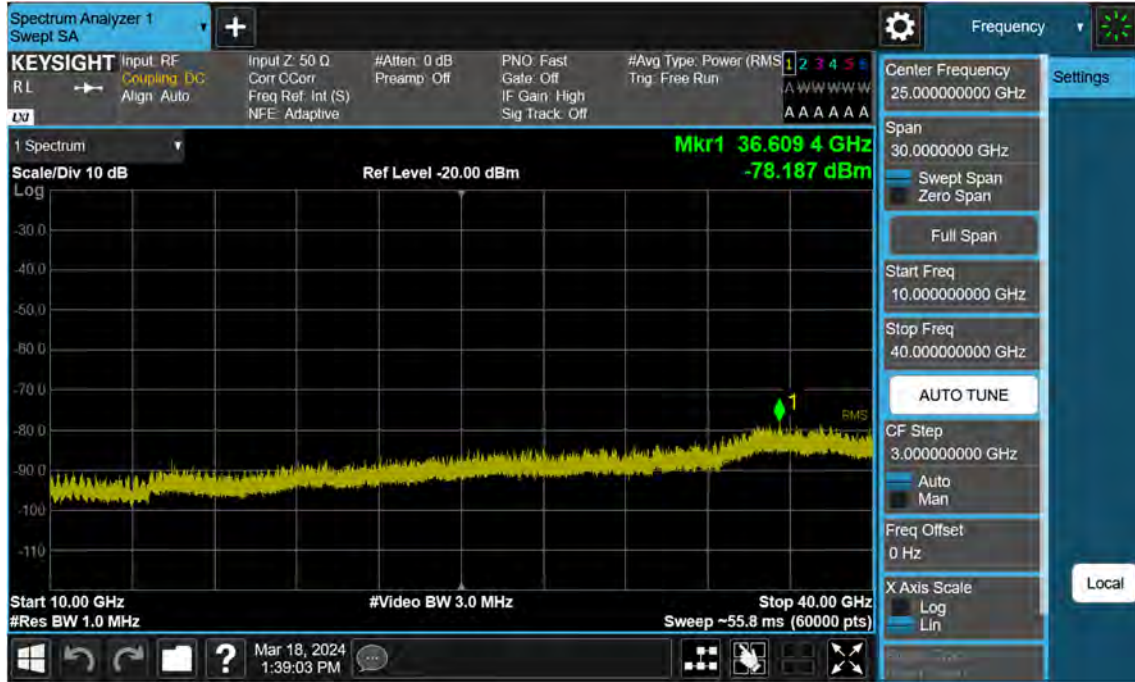 Spectrum Analyzer 1
Swept SA
+
Frequency
KEYSIGHT
RL
LXI
Input: RF
Coupling: DC
Align: Auto
Input Z: 50 Ω
Corr CCorr
Freq Ref: Int (S)
NFE: Adaptive
#Atten: 0 dB
Preamp: Off
PNO: Fast
Gate: Off
IF Gain: High
Sig Track: Off
#Avg Type: Power (RMS
Trig: Free Run
1 2 3 4 5 6
A W W W W W
A A A A A A
Center Frequency
25.000000000 GHz
Settings
1 Spectrum
Scale/Div 10 dB
Log
Ref Level -20.00 dBm
Mkr1 36.609 4 GHz
-78.187 dBm
-30.0
-40.0
-50.0
-60.0
-70.0
-80.0
-90.0
-100
-110
1
RMS
Start 10.00 GHz
#Res BW 1.0 MHz
#Video BW 3.0 MHz
Stop 40.00 GHz
Sweep ~55.8 ms (60000 pts)
Span
30.0000000 GHz
Swept Span
Zero Span
Full Span
Start Freq
10.000000000 GHz
Stop Freq
40.000000000 GHz
AUTO TUNE
CF Step
3.000000000 GHz
Auto
Man
Freq Offset
0 Hz
X Axis Scale
Log
Lin
Local
?
Mar 18, 2024
1:39:03 PM